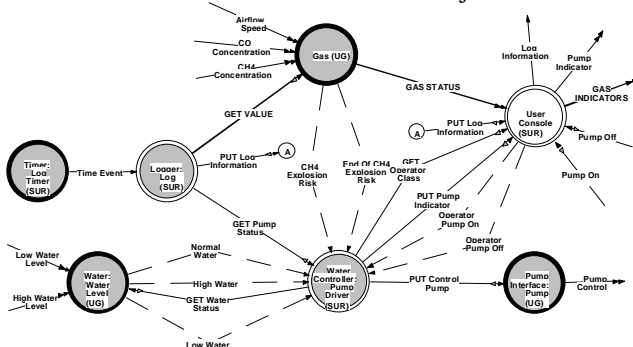 Airflow
Speed
CO
Concentration
CH4
Concentration
Gas (UG)
Log
Information
Pump
Indicator
GAS
INDICATORS
GAS STATUS
User
Console
(SUR)
Pump Off
Pump On
GET VALUE
A
PUT Log
Information
A
PUT Log
Information
Timer:
Log
Timer
(SUR)
Time Event
Logger:
Log
(SUR)
CH4
Explosion
Risk
End Of CH4
Explosion
Risk
GET
Operator
Class
PUT Pump
Indicator
Operator
Pump On
Operator
Pump Off
GET Pump
Status
Low Water
Level
High Water
Level
Water:
Water
Level
(UG)
Normal
Water
High Water
GET Water
Status
Low Water
Water
Controller:
Pump
Driver
(SUR)
PUT Control
Pump
Pump
Interface:
Pump
(UG)
Pump
Control